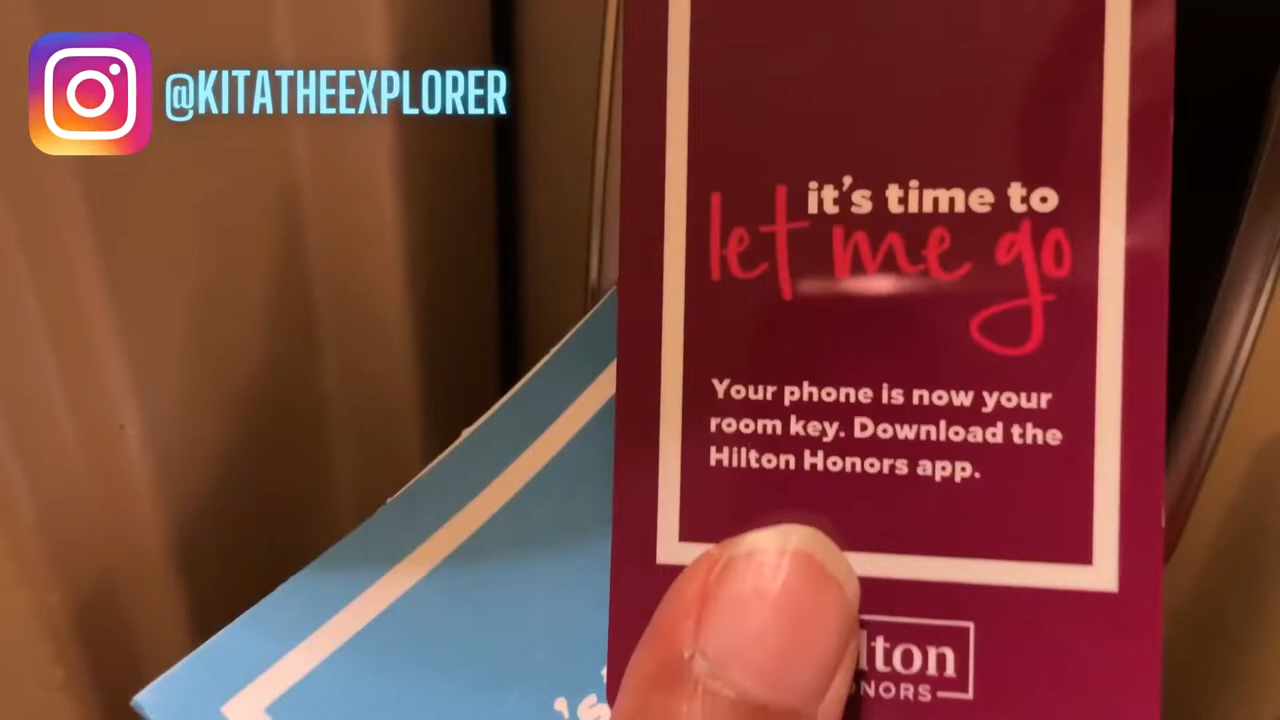 @KITATHEEXPLORER
it's time to
let me go
Your phone is now your
room key. Download the
Hilton Honors app.